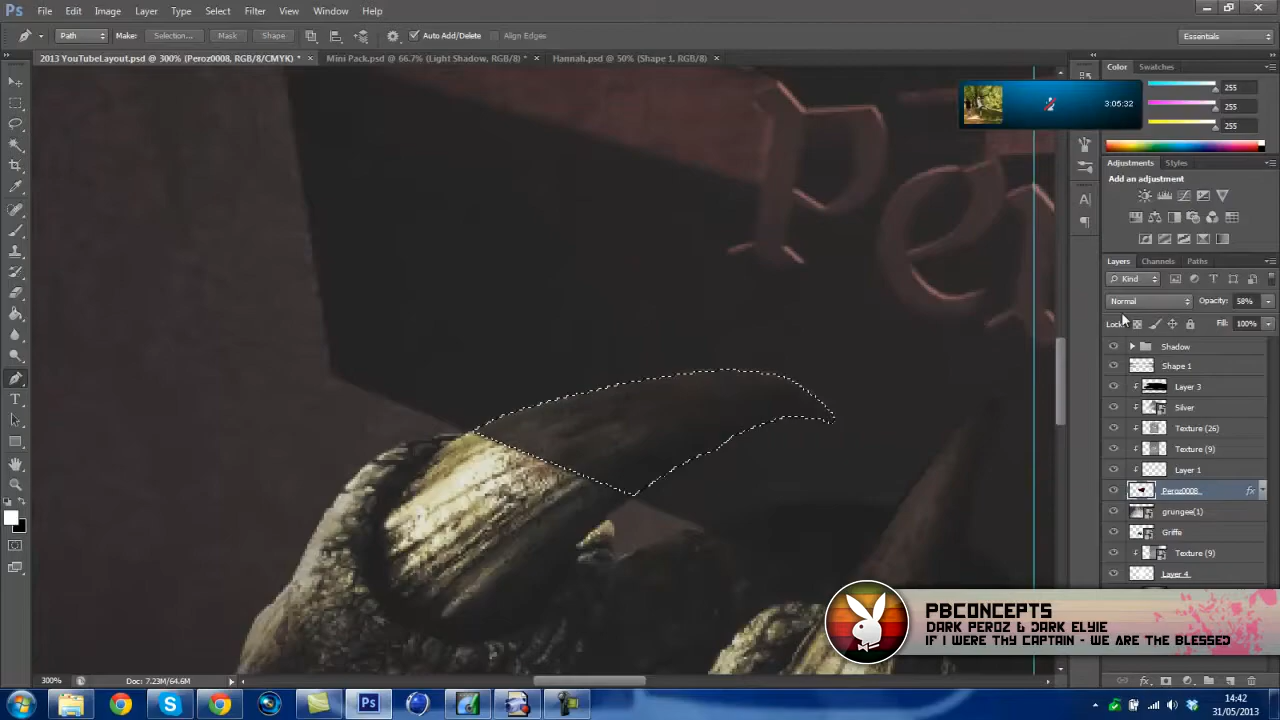 Ps File Edit Image Layer Type Select Filter View Window Help
Path Make: Selection... Mask Shape Auto Add/Delete Align Edges Essentials
2013 YouTubeLayout.psd @ 300% (Peroz0008, RGB/8/CMYK) * × Mini Pack.psd @ 66.7% (Light Shadow, RGB/8) * × Hannah.psd @ 50% (Shape 1, RGB/8) ×
Color Swatches
255
3:05:32
255
255
Per
Adjustments Styles
Add an adjustment
Layers Channels Paths
Kind
Normal Opacity: 58%
Lock: Fill: 100%
Shadow
Shape 1
Layer 3
Silver
Texture (26)
Texture (9)
Layer 1
Peroz0008 fx
grungee(1)
Griffe
Texture (9)
Layer 4
PBCONCEPTS
DARK PEROZ & DARK ELYIE
IF I WERE THY CAPTAIN - WE ARE THE BLESSED
300% Doc: 7.23M/64.6M
14:42
31/05/2013